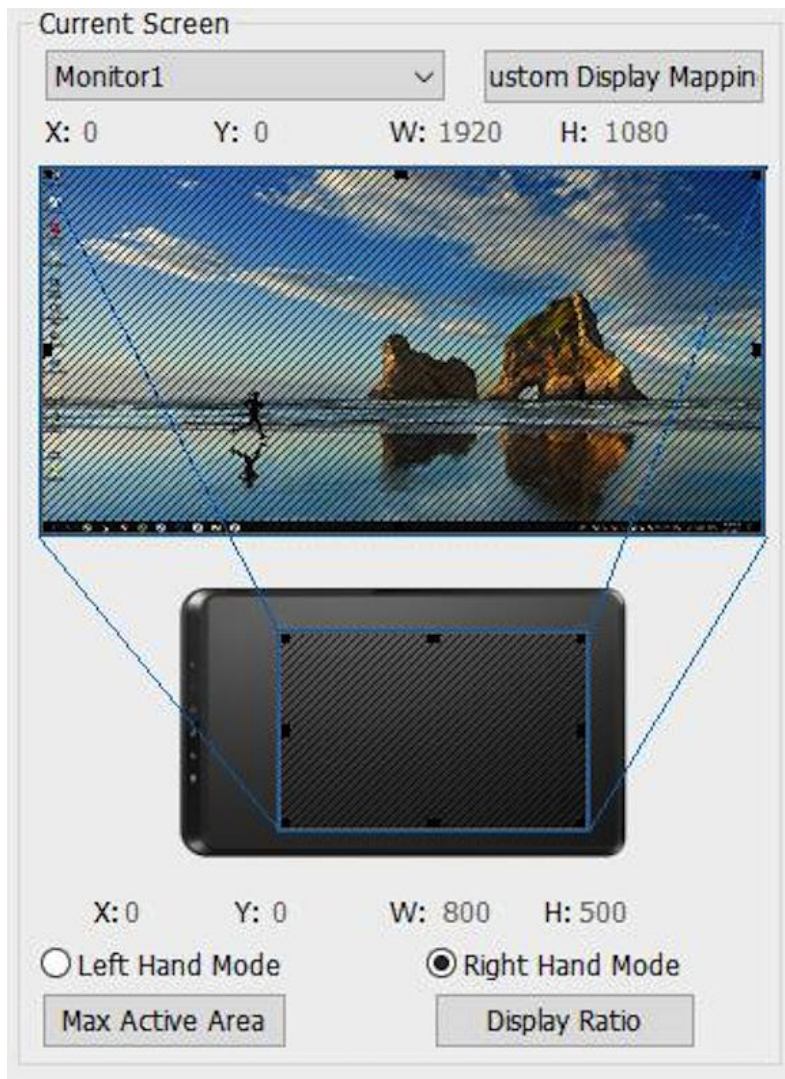 Current Screen
Monitor1
ustom Display Mappin
X: 0 Y: 0 W: 1920 H: 1080
X: 0 Y: 0 W: 800 H: 500
Left Hand Mode Right Hand Mode
Max Active Area Display Ratio